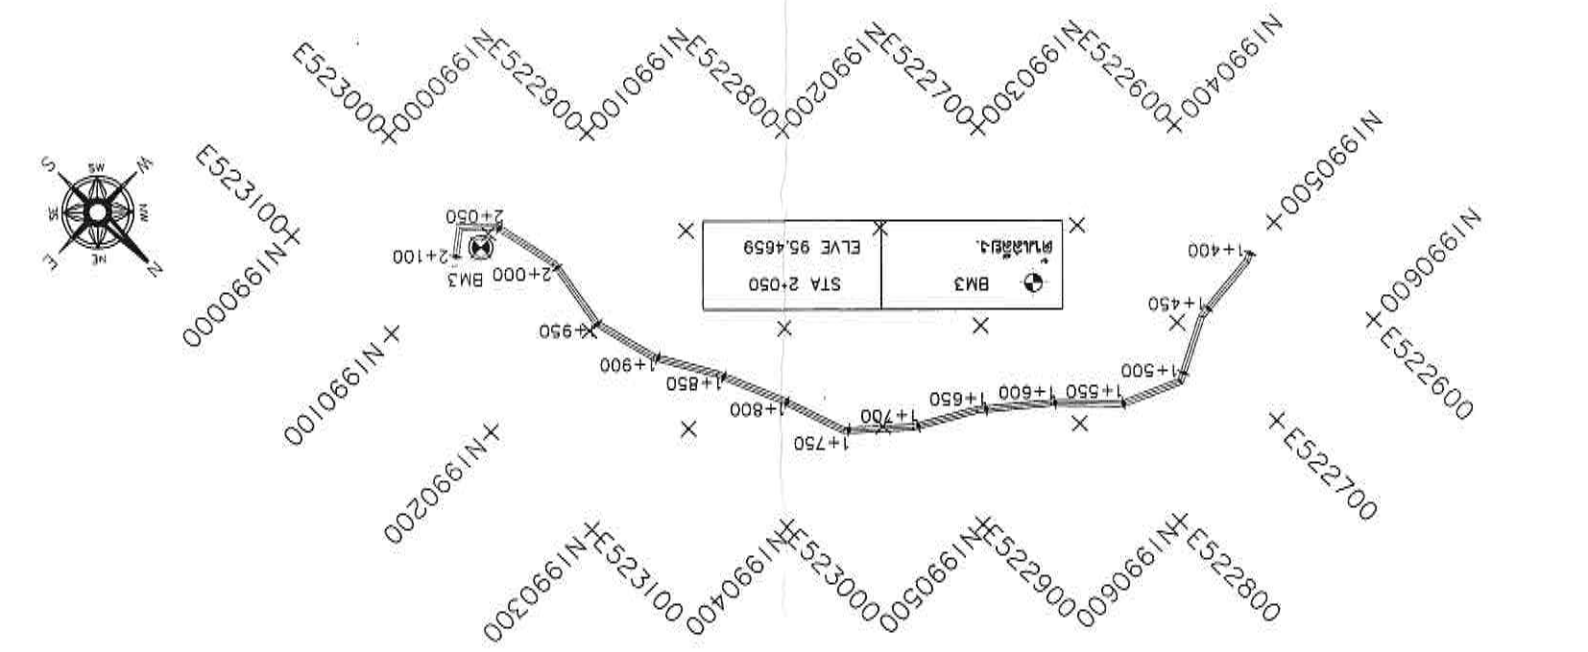 E523000
N1990000
E522900
N1990100
E522800
N1990200
E522700
N1990300
E522600
N1990400
E523100
N1990000
N1990500
N1990600
E522600
S
SW
W
SE
NW
E
NE
N
2+100
2+050
BM3
2+000
1+950
1+900
1+850
1+800
1+750
1+700
1+650
1+600
1+550
1+500
1+450
1+400
BM3
STA 2+050
ELVE 95.4659
N1990100
N1990200
E522700
N1990300
E523100
N1990400
E523000
N1990500
E522900
N1990600
E522800